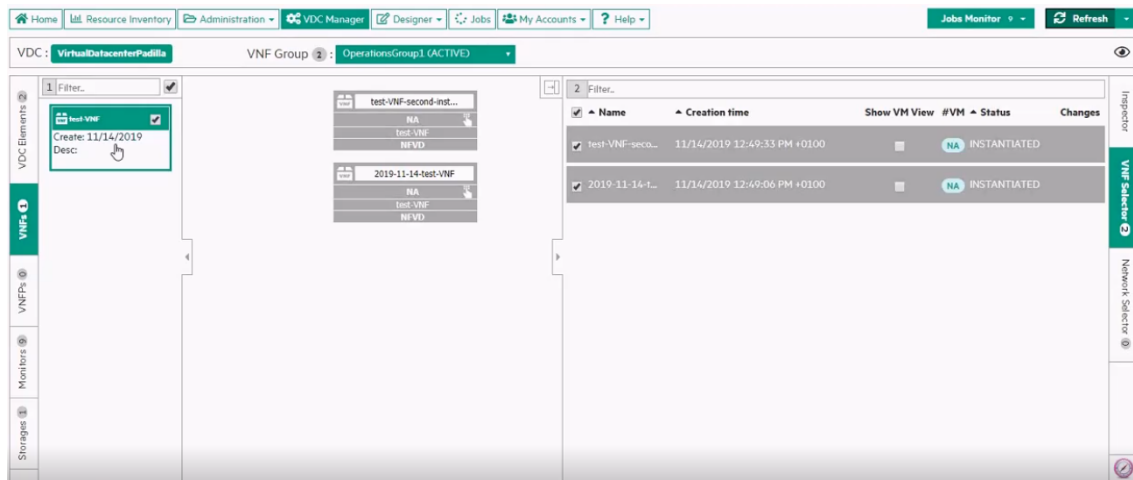 Home Resource Inventory Administration VDC Manager Designer Jobs My Accounts ? Help Jobs Monitor 9 Refresh
VDC : VirtualDatacenterPadilla VNF Group 2 : OperationsGroup1 (ACTIVE)
VDC Elements 2
VNFs 1
VNFPs 0
Monitors 9
Storages 1
1 Filter...
test-VNF
Create: 11/14/2019
Desc:
test-VNF-second-inst...
NA
test-VNF
NFVD
2019-11-14-test-VNF
NA
test-VNF
NFVD
2 Filter...
Name Creation time Show VM View #VM Status Changes
test-VNF-seco... 11/14/2019 12:49:33 PM +0100 NA INSTANTIATED
2019-11-14-t... 11/14/2019 12:49:06 PM +0100 NA INSTANTIATED
Inspector
VNF Selector 2
Network Selector 0